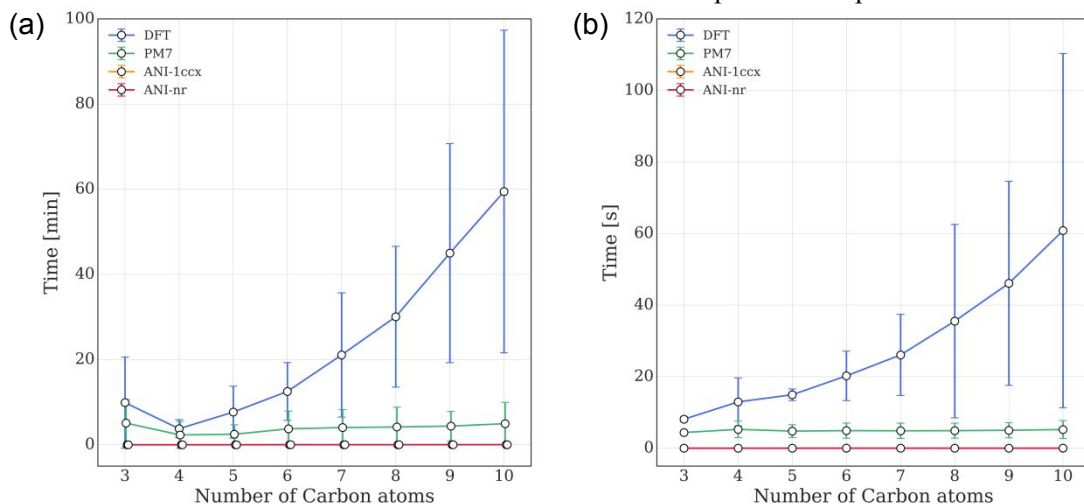 (a)
100
80
60
40
20
0
Time [min]
DFT
PM7
ANI-1ccx
ANI-nr
3 4 5 6 7 8 9 10
Number of Carbon atoms
(b)
120
100
80
60
40
20
0
Time [s]
DFT
PM7
ANI-1ccx
ANI-nr
3 4 5 6 7 8 9 10
Number of Carbon atoms